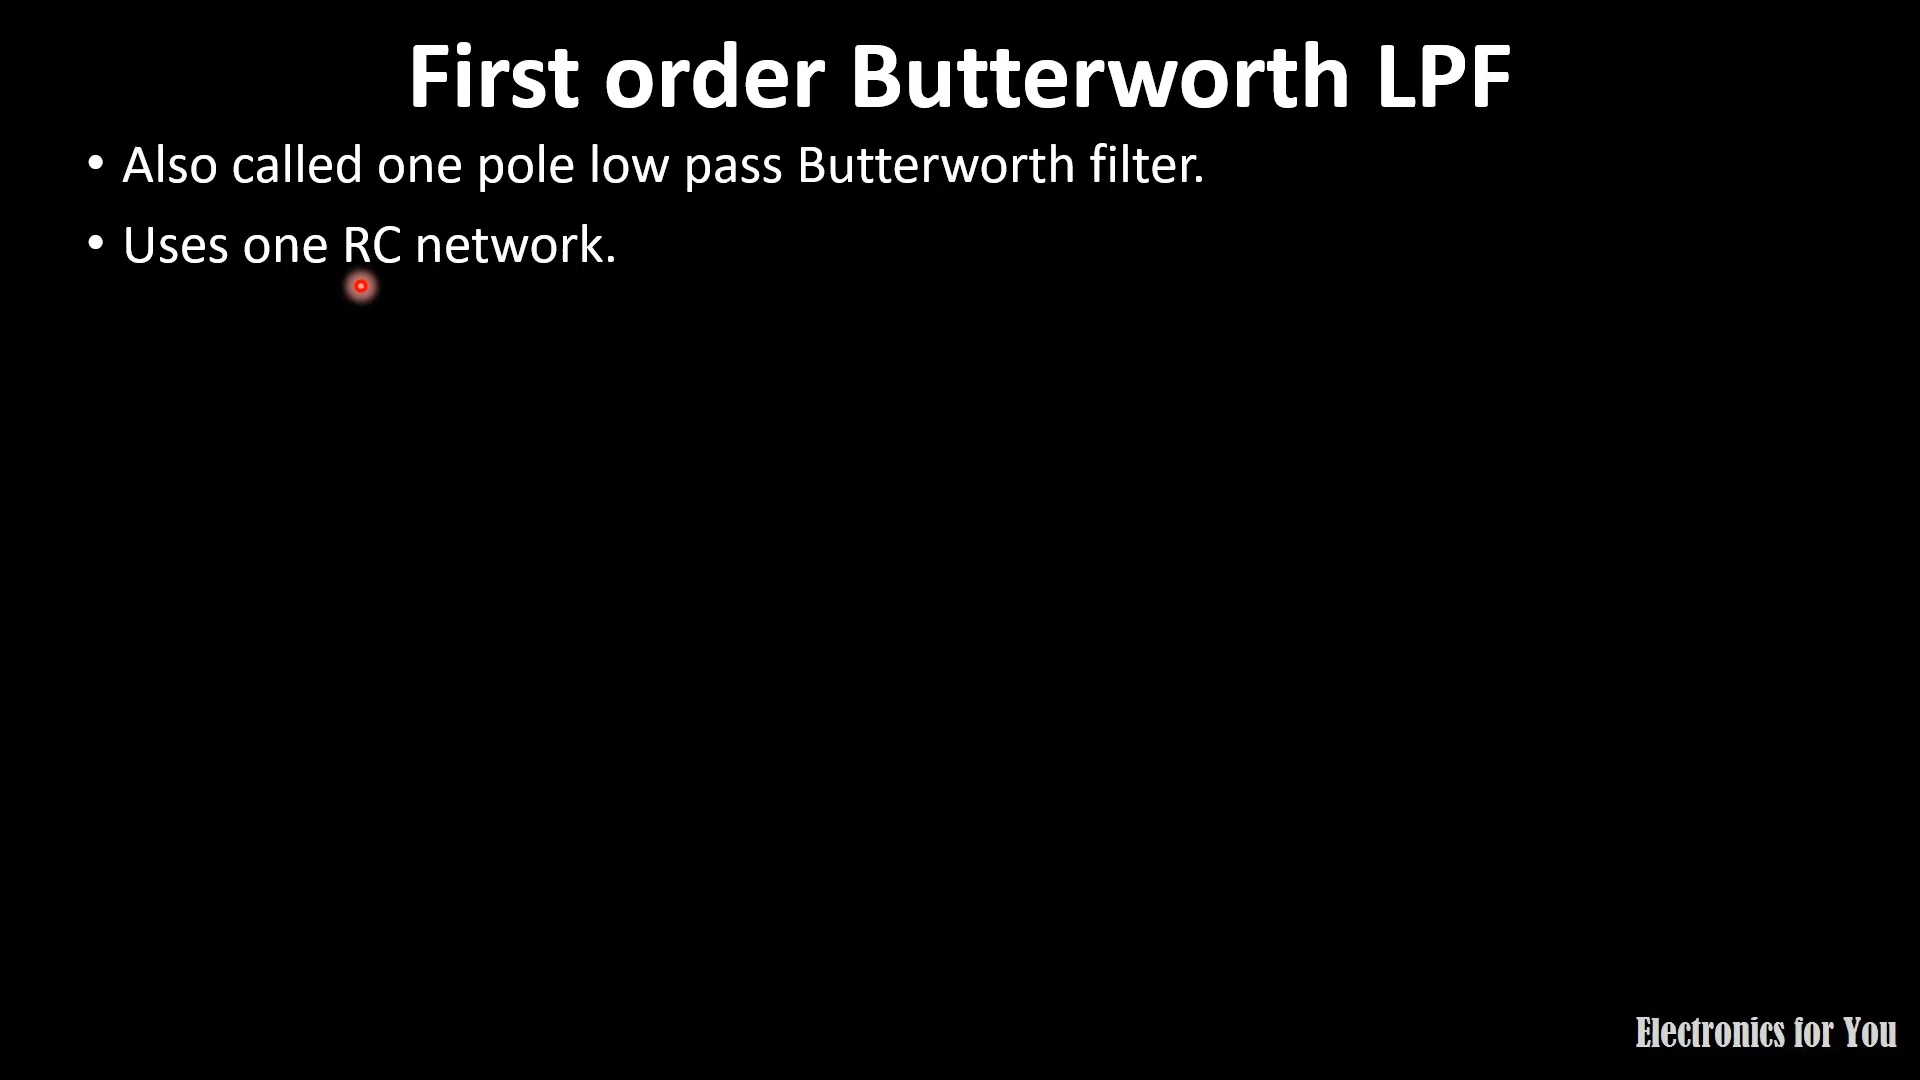 First order Butterworth LPF
• Also called one pole low pass Butterworth filter.
• Uses one RC network.
Electronics for You